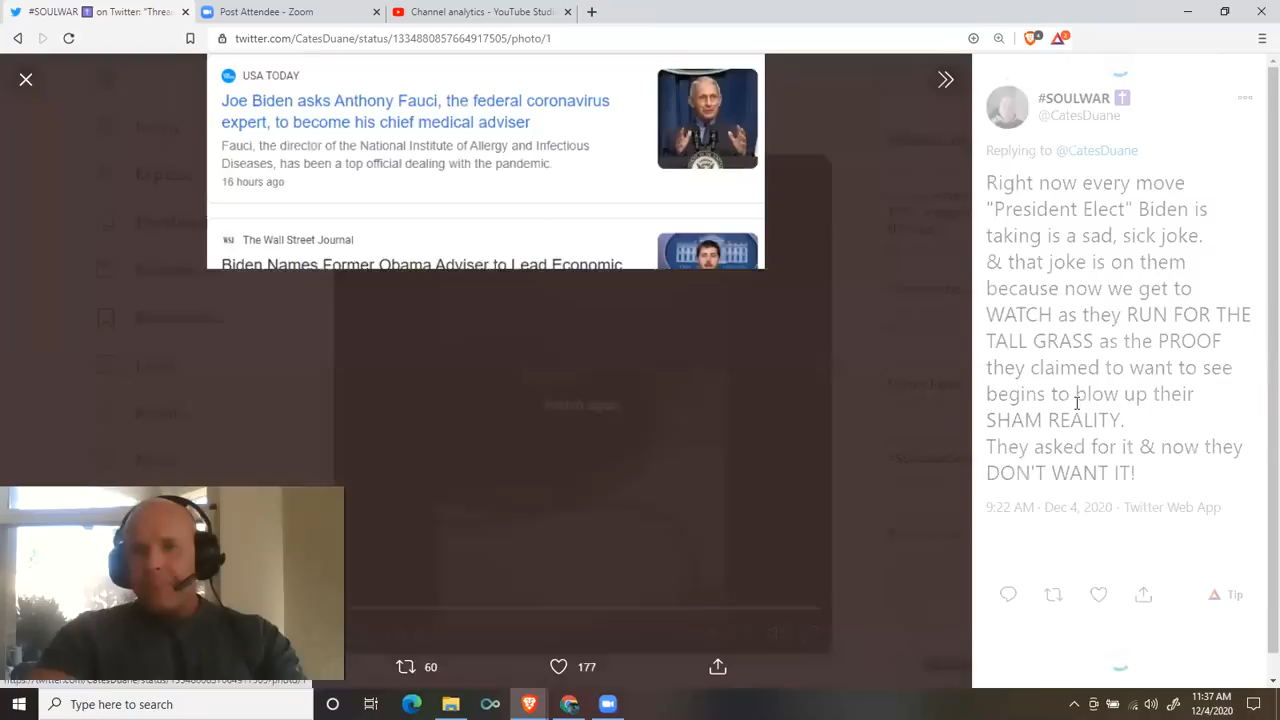 #SOULWAR ✝ on Twitter: "Threa
Post Attendee - Zoom
Channel analytics - YouTube Studi
twitter.com/CatesDuane/status/1334880857664917505/photo/1
USA TODAY
Joe Biden asks Anthony Fauci, the federal coronavirus
expert, to become his chief medical adviser
Fauci, the director of the National Institute of Allergy and Infectious
Diseases, has been a top official dealing with the pandemic.
16 hours ago
WSJ The Wall Street Journal
Biden Names Former Obama Adviser to Lead Economic
#SOULWAR ✝
@CatesDuane
Replying to @CatesDuane
Right now every move
"President Elect" Biden is
taking is a sad, sick joke.
& that joke is on them
because now we get to
WATCH as they RUN FOR THE
TALL GRASS as the PROOF
they claimed to want to see
begins to blow up their
SHAM REALITY.
They asked for it & now they
DON'T WANT IT!
9:22 AM · Dec 4, 2020 · Twitter Web App
Tip
60
177
Type here to search
11:37 AM
12/4/2020